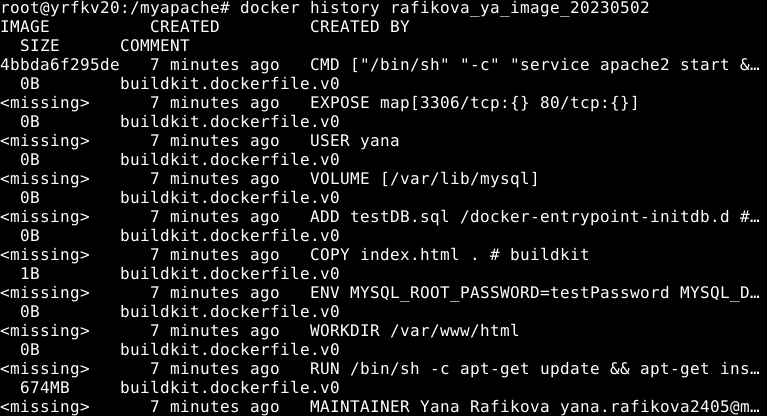 root@yrfkv20:/myapache# docker history rafikova_ya_image_20230502
IMAGE          CREATED         CREATED BY
  SIZE      COMMENT
4bbda6f295de   7 minutes ago   CMD ["/bin/sh" "-c" "service apache2 start &…
  0B        buildkit.dockerfile.v0
<missing>      7 minutes ago   EXPOSE map[3306/tcp:{} 80/tcp:{}]
  0B        buildkit.dockerfile.v0
<missing>      7 minutes ago   USER yana
  0B        buildkit.dockerfile.v0
<missing>      7 minutes ago   VOLUME [/var/lib/mysql]
  0B        buildkit.dockerfile.v0
<missing>      7 minutes ago   ADD testDB.sql /docker-entrypoint-initdb.d #…
  0B        buildkit.dockerfile.v0
<missing>      7 minutes ago   COPY index.html . # buildkit
  1B        buildkit.dockerfile.v0
<missing>      7 minutes ago   ENV MYSQL_ROOT_PASSWORD=testPassword MYSQL_D…
  0B        buildkit.dockerfile.v0
<missing>      7 minutes ago   WORKDIR /var/www/html
  0B        buildkit.dockerfile.v0
<missing>      7 minutes ago   RUN /bin/sh -c apt-get update && apt-get ins…
  674MB     buildkit.dockerfile.v0
<missing>      7 minutes ago   MAINTAINER Yana Rafikova yana.rafikova2405@m…